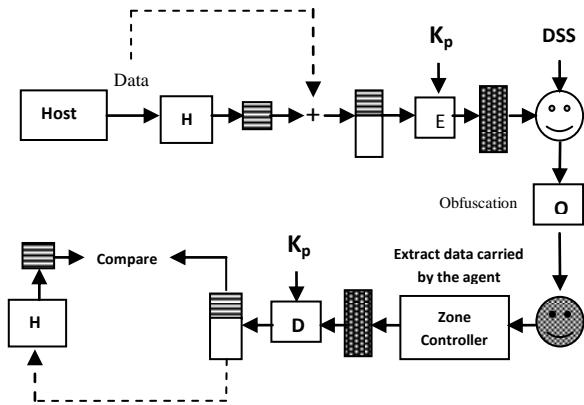 K_p
DSS
Data
Host
H
+
E
Obfuscation
O
Extract data carried
by the agent
K_p
Compare
H
D
Zone
Controller